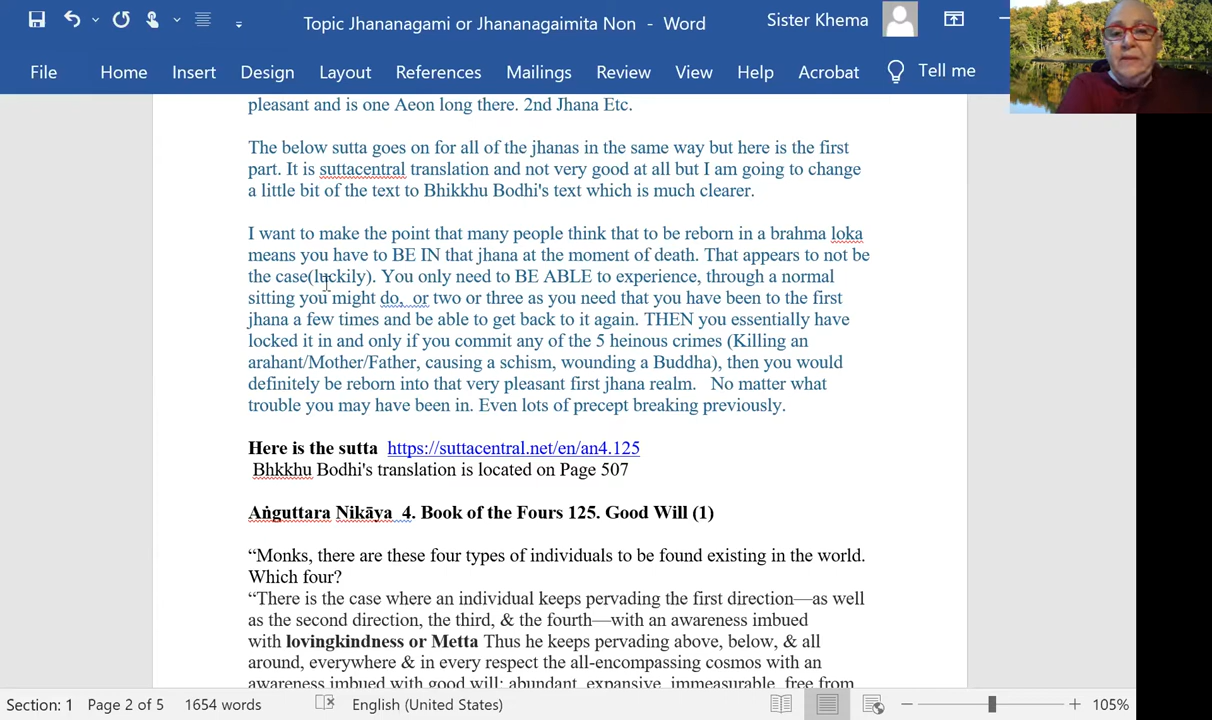 Topic Jhananagami or Jhananagaimita Non - Word
Sister Khema
File Home Insert Design Layout References Mailings Review View Help Acrobat Tell me
pleasant and is one Aeon long there. 2nd Jhana Etc.
The below sutta goes on for all of the jhanas in the same way but here is the first
part. It is suttacentral translation and not very good at all but I am going to change
a little bit of the text to Bhikkhu Bodhi's text which is much clearer.
I want to make the point that many people think that to be reborn in a brahma loka
means you have to BE IN that jhana at the moment of death. That appears to not be
the case(luckily). You only need to BE ABLE to experience, through a normal
sitting you might do, or two or three as you need that you have been to the first
jhana a few times and be able to get back to it again. THEN you essentially have
locked it in and only if you commit any of the 5 heinous crimes (Killing an
arahant/Mother/Father, causing a schism, wounding a Buddha), then you would
definitely be reborn into that very pleasant first jhana realm. No matter what
trouble you may have been in. Even lots of precept breaking previously.
Here is the sutta https://suttacentral.net/en/an4.125
Bhkkhu Bodhi's translation is located on Page 507
Aṅguttara Nikāya 4. Book of the Fours 125. Good Will (1)
“Monks, there are these four types of individuals to be found existing in the world.
Which four?
“There is the case where an individual keeps pervading the first direction—as well
as the second direction, the third, & the fourth—with an awareness imbued
with lovingkindness or Metta Thus he keeps pervading above, below, & all
around, everywhere & in every respect the all-encompassing cosmos with an
awareness imbued with good will: abundant, expansive, immeasurable, free from
Section: 1 Page 2 of 5 1654 words English (United States) 105%